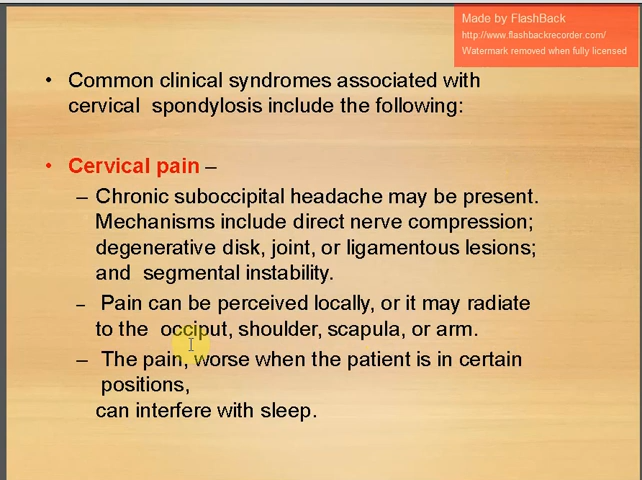 Made by FlashBack
http://www.flashbackrecorder.com/
Watermark removed when fully licensed
• Common clinical syndromes associated with
cervical spondylosis include the following:
• Cervical pain –
– Chronic suboccipital headache may be present.
Mechanisms include direct nerve compression;
degenerative disk, joint, or ligamentous lesions;
and segmental instability.
– Pain can be perceived locally, or it may radiate
to the occiput, shoulder, scapula, or arm.
– The pain, worse when the patient is in certain
positions,
can interfere with sleep.